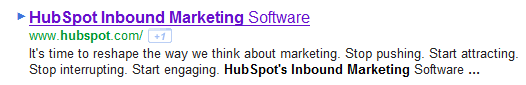 HubSpot Inbound Marketing Software
www.hubspot.com/ +1
It's time to reshape the way we think about marketing. Stop pushing. Start attracting.
Stop interrupting. Start engaging. HubSpot's Inbound Marketing Software ...